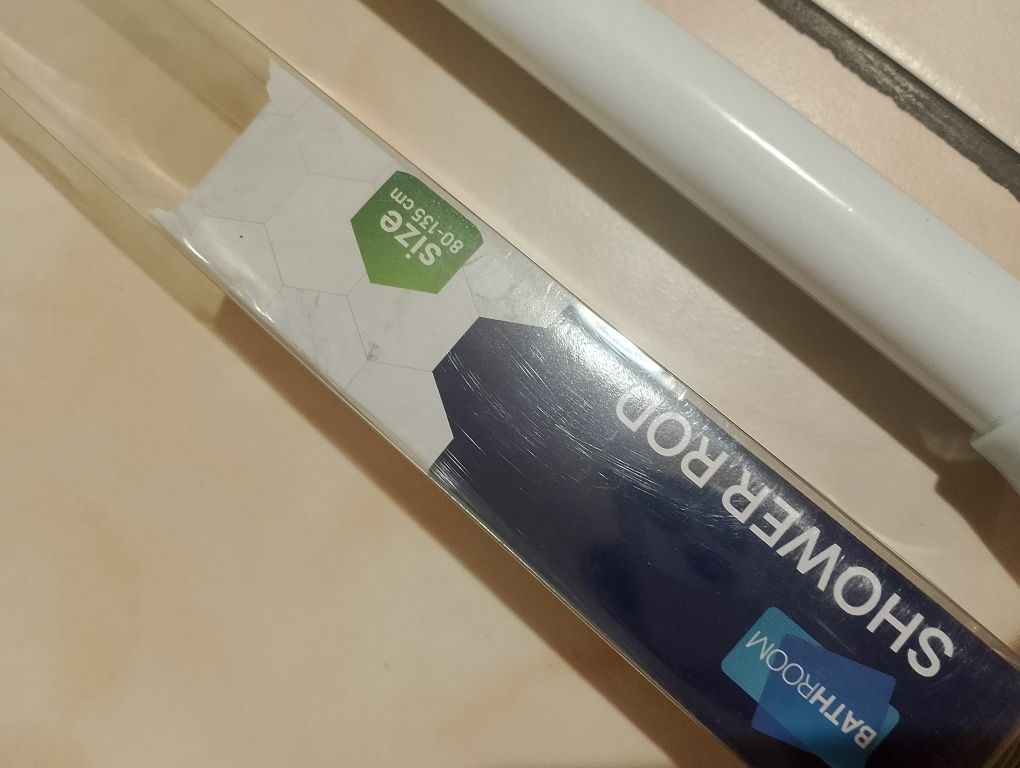 BATHROOM
SHOWER ROD
size
80-135 cm